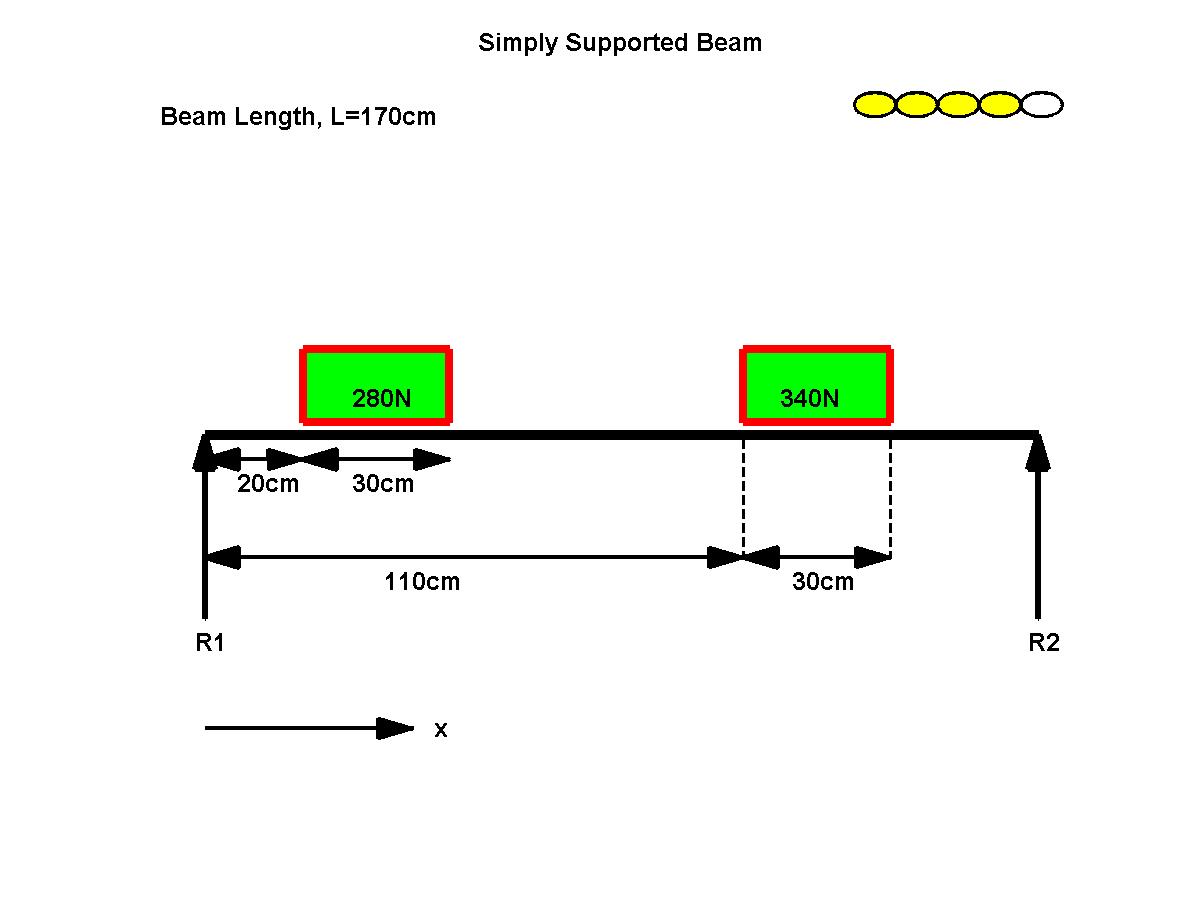 Simply Supported Beam
Beam Length, L=170cm
280N
340N
20cm
30cm
110cm
30cm
R1
R2
x